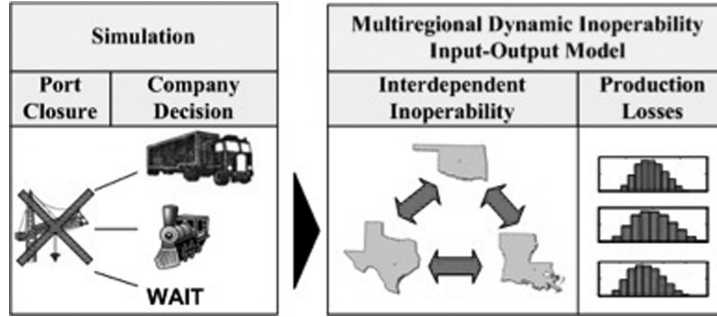 Simulation
Port
Closure
Company
Decision
WAIT
Multiregional Dynamic Inoperability
Input-Output Model
Interdependent
Inoperability
Production
Losses